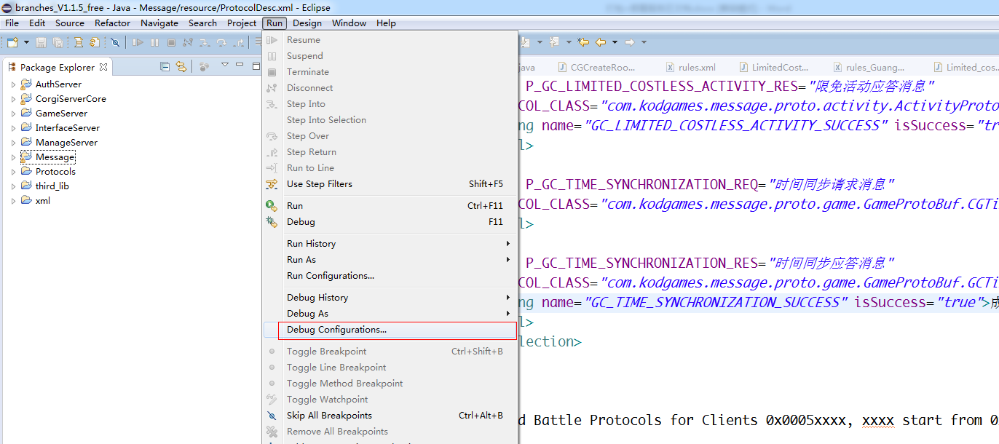 branches_V1.1.5_free - Java - Message/resource/ProtocolDesc.xml - Eclipse
File Edit Source Refactor Navigate Search Project Run Design Window Help
Package Explorer
AuthServer
CorgiServerCore
GameServer
InterfaceServer
ManageServer
Message
Protocols
third_lib
xml
Resume
Suspend
Terminate
Disconnect
Step Into
Step Into Selection
Step Over
Step Return
Run to Line
Use Step Filters Shift+F5
Run Ctrl+F11
Debug F11
Run History
Run As
Run Configurations...
Debug History
Debug As
Debug Configurations...
Toggle Breakpoint Ctrl+Shift+B
Toggle Line Breakpoint
Toggle Method Breakpoint
Toggle Watchpoint
Skip All Breakpoints Ctrl+Alt+B
Remove All Breakpoints
java CGCreateRoo... rules.xml LimitedCost... rules_Guang... Limited_cos...
P_GC_LIMITED_COSTLESS_ACTIVITY_RES="限免活动应答消息"
COL_CLASS="com.kodgames.message.proto.activity.ActivityProto
ng name="GC_LIMITED_COSTLESS_ACTIVITY_SUCCESS" isSuccess="tr
l>
P_GC_TIME_SYNCHRONIZATION_REQ="时间同步请求消息"
COL_CLASS="com.kodgames.message.proto.game.GameProtoBuf.CGTi
l>
P_GC_TIME_SYNCHRONIZATION_RES="时间同步应答消息"
COL_CLASS="com.kodgames.message.proto.game.GameProtoBuf.GCTi
ng name="GC_TIME_SYNCHRONIZATION_SUCCESS" isSuccess="true">成
l>
lection>
d Battle Protocols for Clients 0x0005xxxx, xxxx start from 0